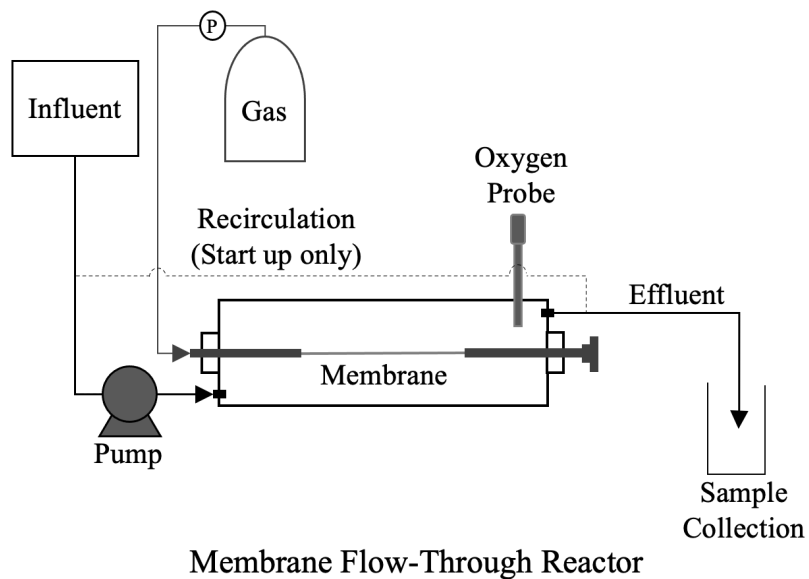 P
Influent
Gas
Oxygen
Probe
Recirculation
(Start up only)
Effluent
Membrane
Pump
Sample
Collection
Membrane Flow-Through Reactor